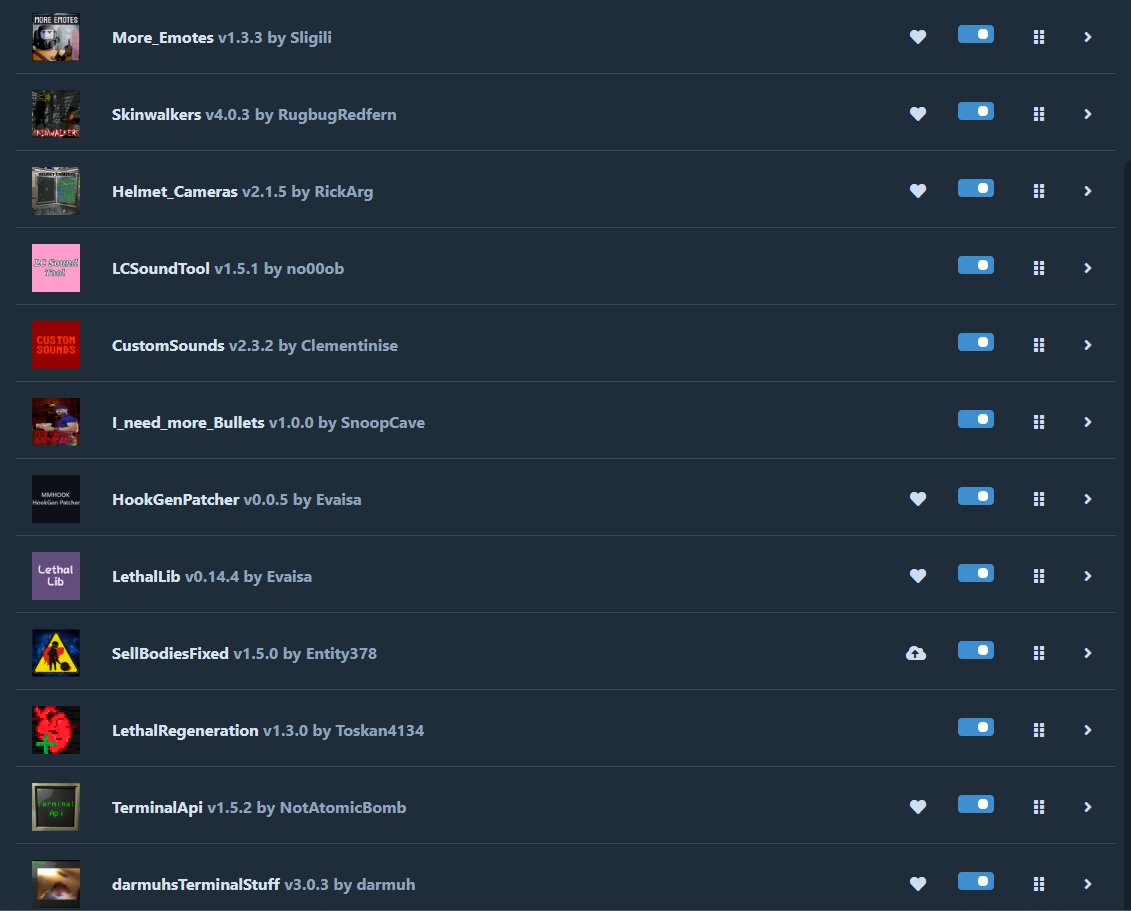 MORE EMOTES
More_Emotes v1.3.3 by Sligili
SKINWALKERS
Skinwalkers v4.0.3 by RugbugRedfern
HELMET CAMERAS
Helmet_Cameras v2.1.5 by RickArg
LC Sound
Tool
LCSoundTool v1.5.1 by no00ob
CUSTOM
SOUNDS
CustomSounds v2.3.2 by Clementinise
I_need_more_Bullets v1.0.0 by SnoopCave
MMHOOK
HookGen Patcher
HookGenPatcher v0.0.5 by Evaisa
Lethal
Lib
LethalLib v0.14.4 by Evaisa
SellBodiesFixed v1.5.0 by Entity378
LethalRegeneration v1.3.0 by Toskan4134
Terminal
Api
TerminalApi v1.5.2 by NotAtomicBomb
darmuhsTerminalStuff v3.0.3 by darmuh